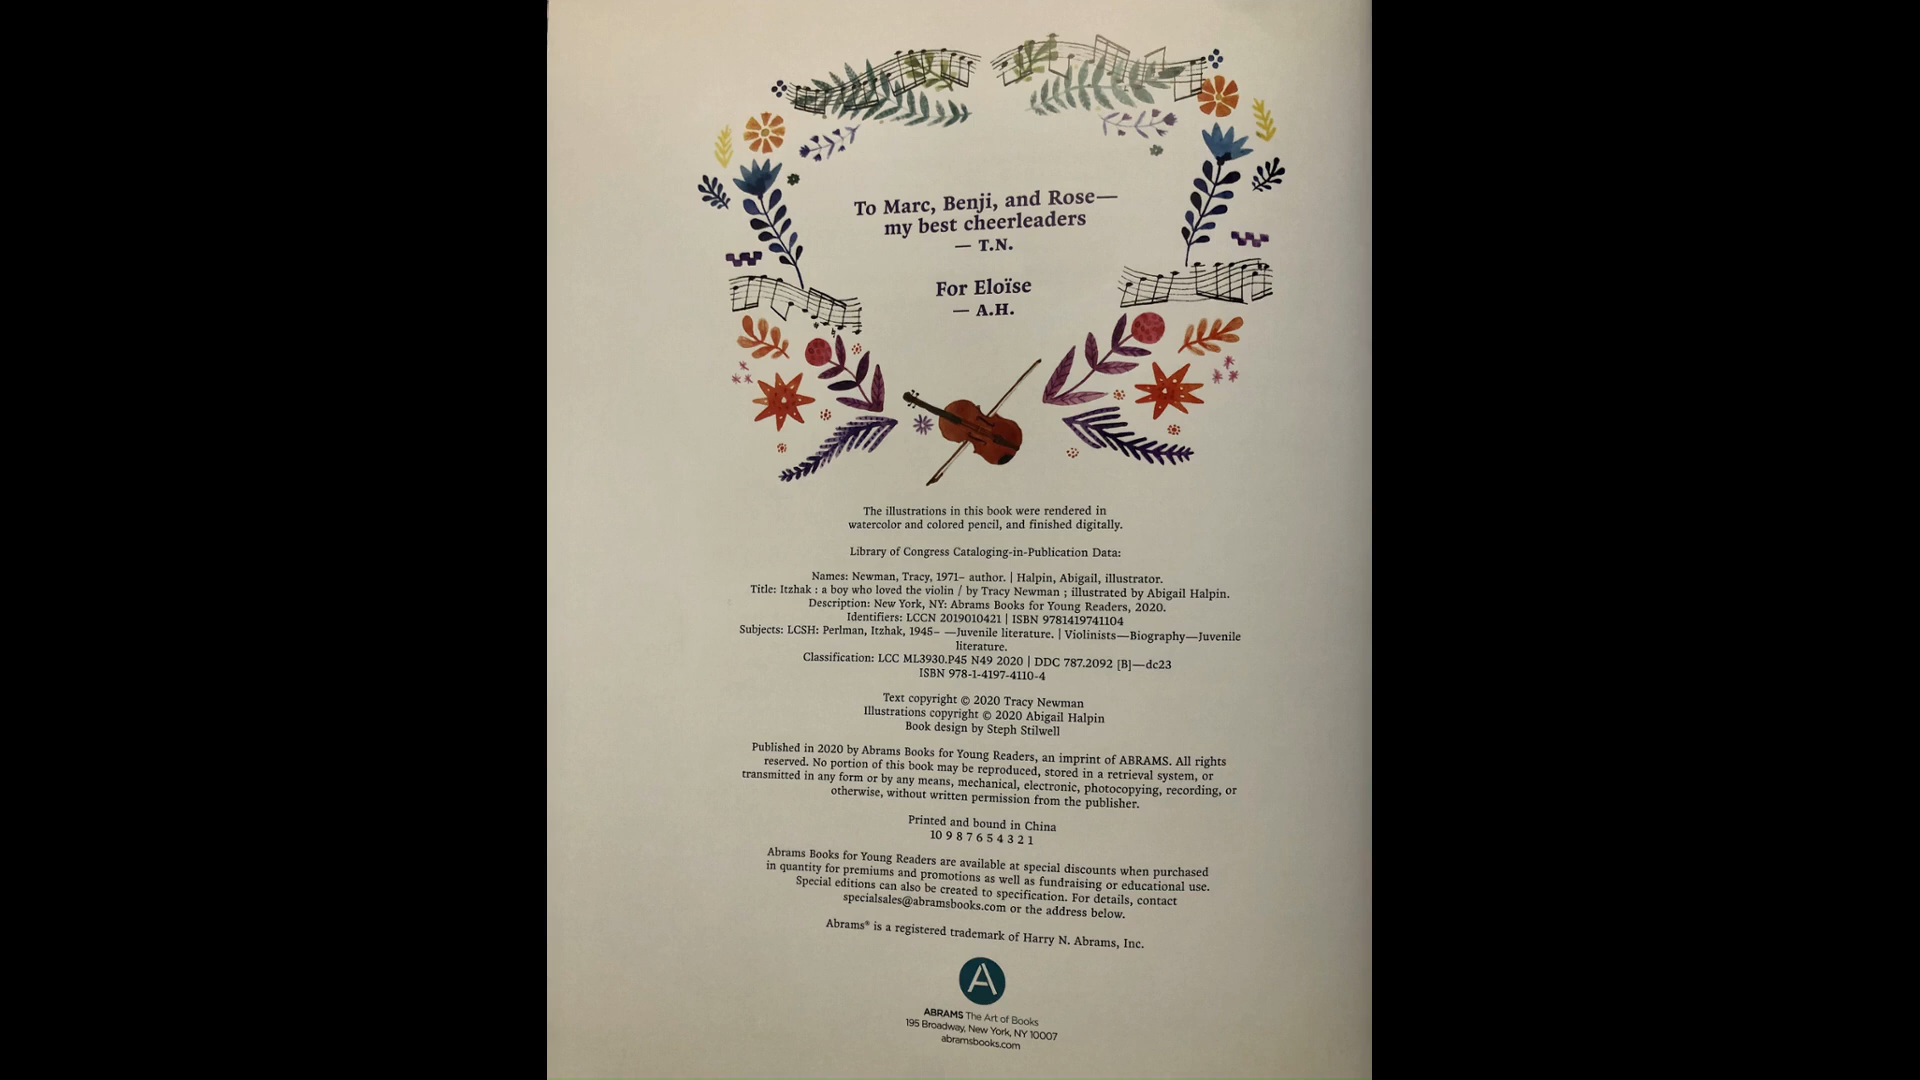 To Marc, Benji, and Rose—
my best cheerleaders
— T.N.
For Eloïse
— A.H.
The illustrations in this book were rendered in
watercolor and colored pencil, and finished digitally.
Library of Congress Cataloging-in-Publication Data:
Names: Newman, Tracy, 1971– author. | Halpin, Abigail, illustrator.
Title: Itzhak : a boy who loved the violin / by Tracy Newman ; illustrated by Abigail Halpin.
Description: New York, NY: Abrams Books for Young Readers, 2020.
Identifiers: LCCN 2019010421 | ISBN 9781419741104
Subjects: LCSH: Perlman, Itzhak, 1945– —Juvenile literature. | Violinists—Biography—Juvenile
literature.
Classification: LCC ML3930.P45 N49 2020 | DDC 787.2092 [B]—dc23
ISBN 978-1-4197-4110-4
Text copyright © 2020 Tracy Newman
Illustrations copyright © 2020 Abigail Halpin
Book design by Steph Stilwell
Published in 2020 by Abrams Books for Young Readers, an imprint of ABRAMS. All rights
reserved. No portion of this book may be reproduced, stored in a retrieval system, or
transmitted in any form or by any means, mechanical, electronic, photocopying, recording, or
otherwise, without written permission from the publisher.
Printed and bound in China
10 9 8 7 6 5 4 3 2 1
Abrams Books for Young Readers are available at special discounts when purchased
in quantity for premiums and promotions as well as fundraising or educational use.
Special editions can also be created to specification. For details, contact
specialsales@abramsbooks.com or the address below.
Abrams® is a registered trademark of Harry N. Abrams, Inc.
A
ABRAMS The Art of Books
195 Broadway, New York, NY 10007
abramsbooks.com